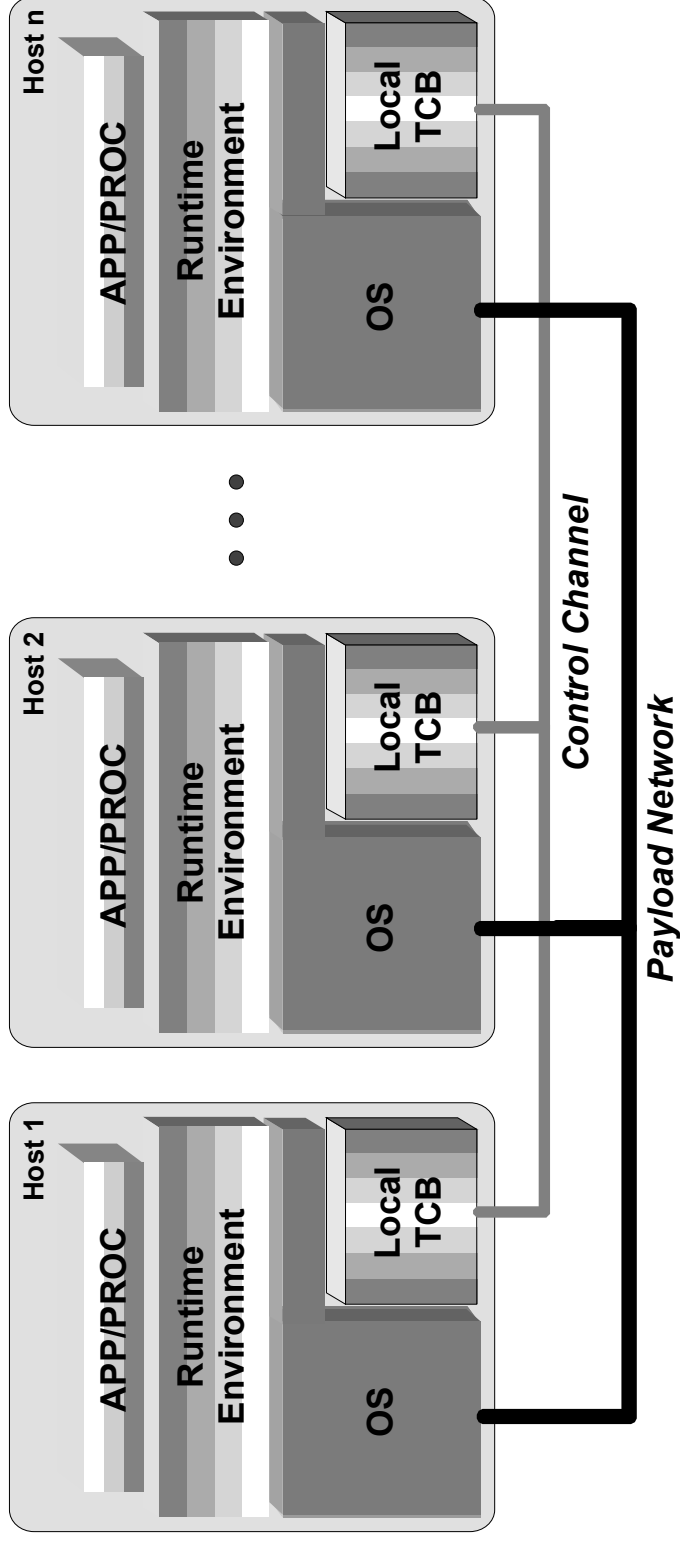 Host 1
APP/PROC
Runtime
Environment
OS
Local
TCB
Host 2
APP/PROC
Runtime
Environment
OS
Local
TCB
Host n
APP/PROC
Runtime
Environment
OS
Local
TCB
Control Channel
Payload Network